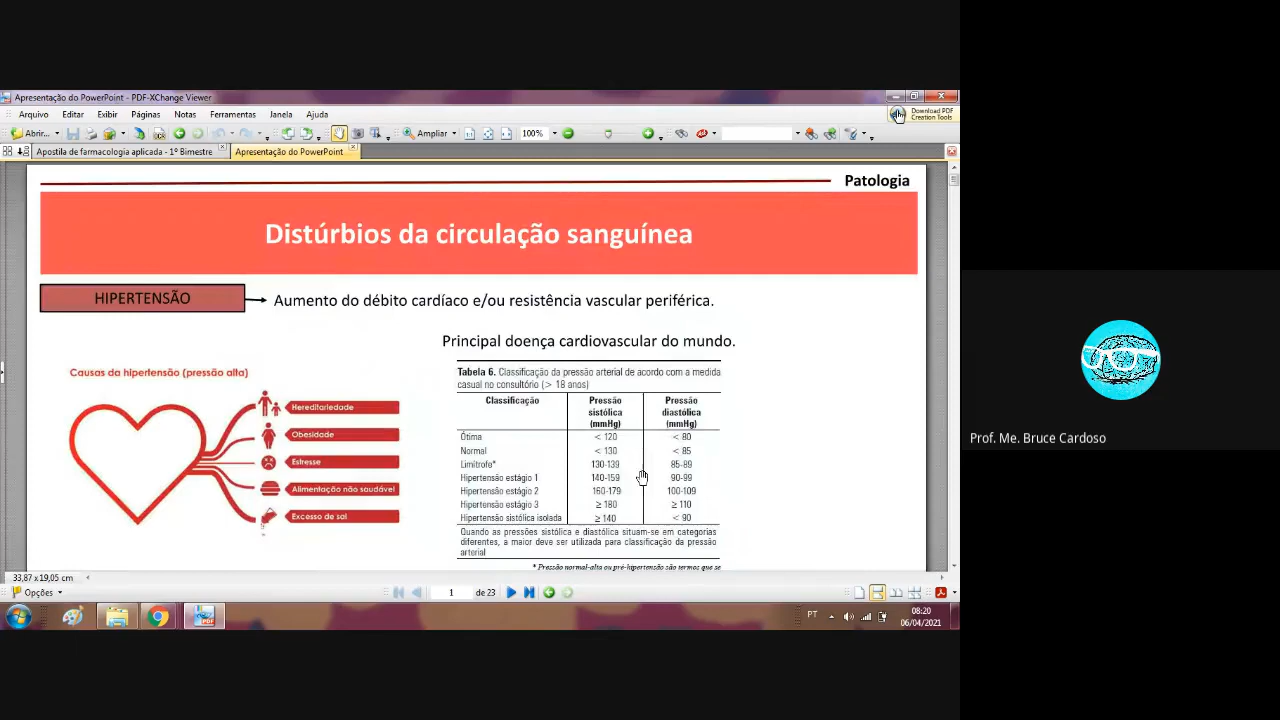 Apresentação do PowerPoint - PDF-XChange Viewer
Arquivo Editar Exibir Páginas Notas Ferramentas Janela Ajuda
Download PDF
Creation Tools
Abrir... Ampliar 100%
Apostila de farmacologia aplicada - 1º Bimestre Apresentação do PowerPoint
Patologia
Distúrbios da circulação sanguínea
HIPERTENSÃO Aumento do débito cardíaco e/ou resistência vascular periférica.
Principal doença cardiovascular do mundo.
Causas da hipertensão (pressão alta)
Hereditariedade
Obesidade
Estresse
Alimentação não saudável
Excesso de sal
Tabela 6. Classificação da pressão arterial de acordo com a medida
casual no consultório (> 18 anos)
Classificação Pressão sistólica (mmHg) Pressão diastólica (mmHg)
Ótima < 120 < 80
Normal < 130 < 85
Limítrofe* 130-139 85-89
Hipertensão estágio 1 140-159 90-99
Hipertensão estágio 2 160-179 100-109
Hipertensão estágio 3 ≥ 180 ≥ 110
Hipertensão sistólica isolada ≥ 140 < 90
Quando as pressões sistólica e diastólica situam-se em categorias
diferentes, a maior deve ser utilizada para classificação da pressão
arterial
* Pressão normal-alta ou pré-hipertensão são termos que se
33,87 x 19,05 cm
Opções 1 de 23
PT 08:20
06/04/2021
Prof. Me. Bruce Cardoso